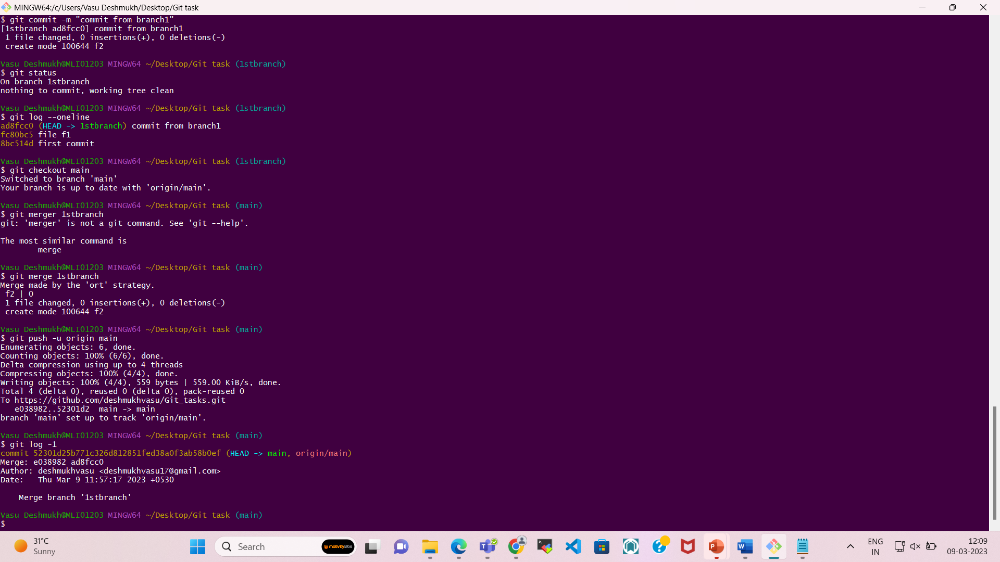 MINGW64:/c/Users/Vasu Deshmukh/Desktop/Git task
$ git commit -m "commit from branch1"
[1stbranch ad8fcc0] commit from branch1
 1 file changed, 0 insertions(+), 0 deletions(-)
 create mode 100644 f2

Vasu Deshmukh@MLI01203 MINGW64 ~/Desktop/Git task (1stbranch)
$ git status
On branch 1stbranch
nothing to commit, working tree clean

Vasu Deshmukh@MLI01203 MINGW64 ~/Desktop/Git task (1stbranch)
$ git log --oneline
ad8fcc0 (HEAD -> 1stbranch) commit from branch1
fc80bc5 file f1
8bc514d first commit

Vasu Deshmukh@MLI01203 MINGW64 ~/Desktop/Git task (1stbranch)
$ git checkout main
Switched to branch 'main'
Your branch is up to date with 'origin/main'.

Vasu Deshmukh@MLI01203 MINGW64 ~/Desktop/Git task (main)
$ git merger 1stbranch
git: 'merger' is not a git command. See 'git --help'.

The most similar command is
        merge

Vasu Deshmukh@MLI01203 MINGW64 ~/Desktop/Git task (main)
$ git merge 1stbranch
Merge made by the 'ort' strategy.
 f2 | 0
 1 file changed, 0 insertions(+), 0 deletions(-)
 create mode 100644 f2

Vasu Deshmukh@MLI01203 MINGW64 ~/Desktop/Git task (main)
$ git push -u origin main
Enumerating objects: 6, done.
Counting objects: 100% (6/6), done.
Delta compression using up to 4 threads
Compressing objects: 100% (4/4), done.
Writing objects: 100% (4/4), 559 bytes | 559.00 KiB/s, done.
Total 4 (delta 0), reused 0 (delta 0), pack-reused 0
To https://github.com/deshmukhvasu/Git_tasks.git
   e038982..52301d2  main -> main
branch 'main' set up to track 'origin/main'.

Vasu Deshmukh@MLI01203 MINGW64 ~/Desktop/Git task (main)
$ git log -1
commit 52301d25b771c326d812851fed38a0f3ab58b0ef (HEAD -> main, origin/main)
Merge: e038982 ad8fcc0
Author: deshmukhvasu <deshmukhvasu17@gmail.com>
Date:   Thu Mar 9 11:57:17 2023 +0530

    Merge branch '1stbranch'

Vasu Deshmukh@MLI01203 MINGW64 ~/Desktop/Git task (main)
$
31°C
Sunny
Search
motivitylabs
ENG
IN
12:09
09-03-2023